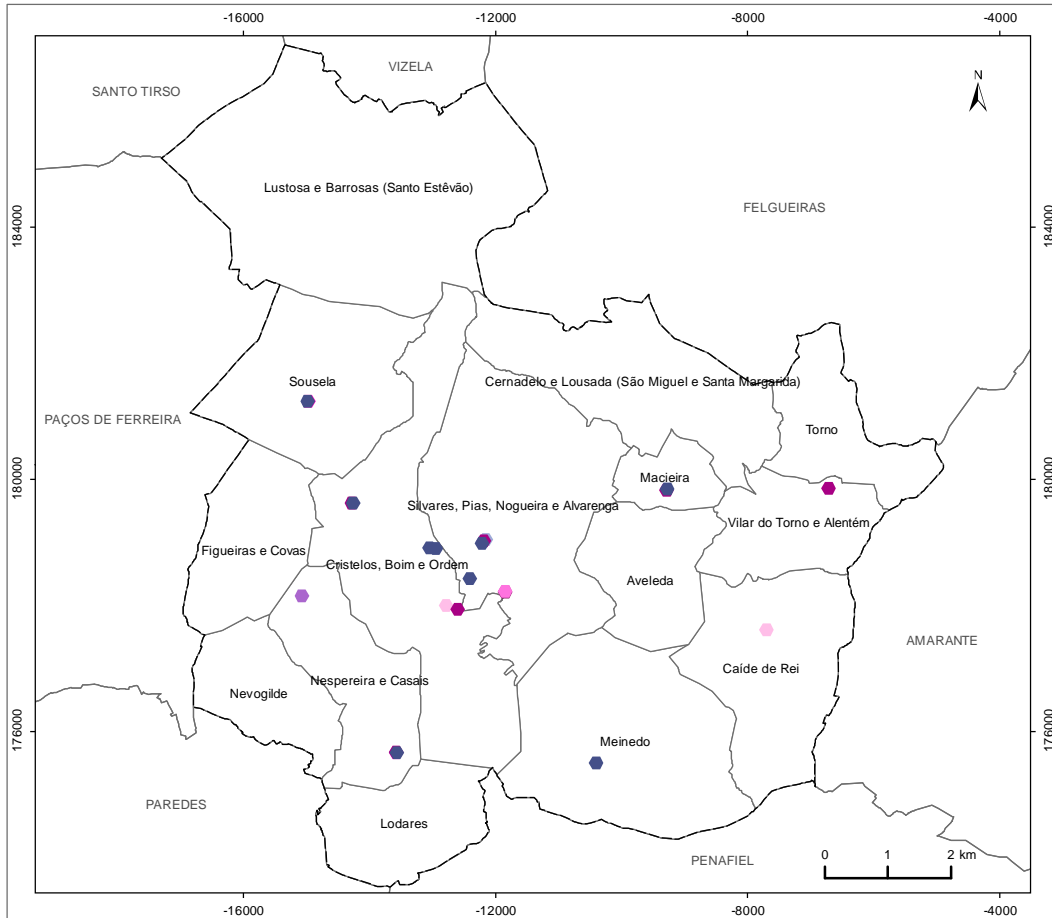 -16000
-12000
-8000
-4000
VIZELA
SANTO TIRSO
N
Lustosa e Barrosas (Santo Estêvão)
FELGUEIRAS
184000
184000
Sousela
Cernadelo e Lousada (São Miguel e Santa Margarida)
PAÇOS DE FERREIRA
Torno
180000
Macieira
180000
Silvares, Pias, Nogueira e Alvarenga
Vilar do Torno e Alentém
Figueiras e Covas
Cristelos, Boim e Ordem
Aveleda
AMARANTE
Caíde de Rei
Nespereira e Casais
Nevogilde
176000
Meinedo
176000
PAREDES
Lodares
PENAFIEL
0 1 2 km
-16000
-12000
-8000
-4000